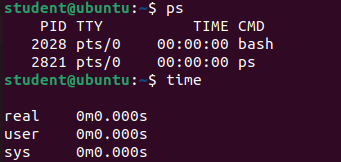 student@ubuntu:~$ ps
    PID TTY          TIME CMD
   2028 pts/0    00:00:00 bash
   2821 pts/0    00:00:00 ps
student@ubuntu:~$ time

real    0m0.000s
user    0m0.000s
sys     0m0.000s